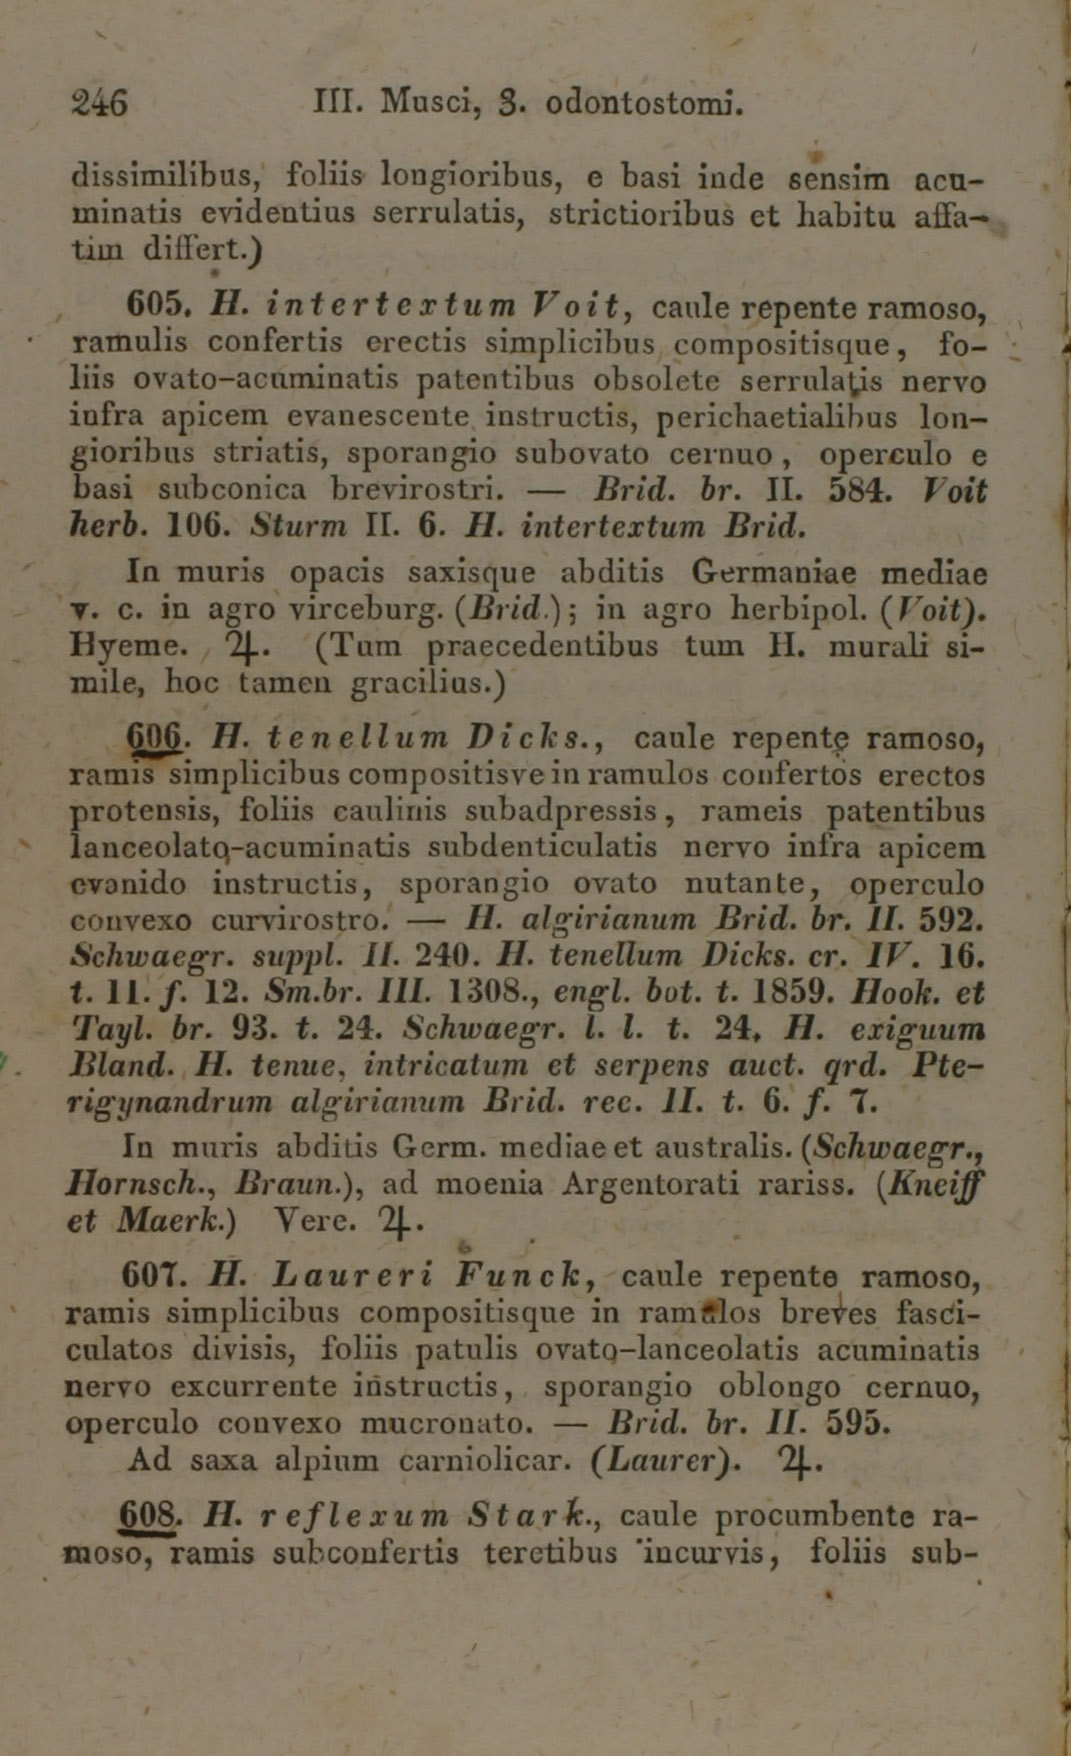 246 III. Musci, 3. odontostomi.
dissimilibus, foliis longioribus, e basi inde sensim acu-
minatis evidentius serrulatis, strictioribus et habitu affa-
tim differt.)
605. H. intertextum Voit, caule repente ramoso,
ramulis confertis erectis simplicibus compositisque, fo-
liis ovato-acuminatis patentibus obsolete serrulatis nervo
infra apicem evanescente instructis, perichaetialibus lon-
gioribus striatis, sporangio subovato cernuo, operculo e
basi subconica brevirostri. — Brid. br. II. 584. Voit
herb. 106. Sturm II. 6. H. intertextum Brid.
In muris opacis saxisque abditis Germaniae mediae
v. c. in agro virceburg. (Brid.); in agro herbipol. (Voit).
Hyeme. ♃. (Tum praecedentibus tum H. murali si-
mile, hoc tamen gracilius.)
606. H. tenellum Dicks., caule repente ramoso,
ramis simplicibus compositisve in ramulos confertos erectos
protensis, foliis caulinis subadpressis, rameis patentibus
lanceolato-acuminatis subdenticulatis nervo infra apicem
evanido instructis, sporangio ovato nutante, operculo
convexo curvirostro. — H. algirianum Brid. br. II. 592.
Schwaegr. suppl. II. 240. H. tenellum Dicks. cr. IV. 16.
t. 11. f. 12. Sm. br. III. 1308., engl. bot. t. 1859. Hook. et
Tayl. br. 93. t. 24. Schwaegr. l. l. t. 24. H. exiguum
Bland. H. tenue, intricatum et serpens auct. qrd. Pte-
rigynandrum algirianum Brid. rec. II. t. 6. f. 7.
In muris abditis Germ. mediae et australis. (Schwaegr.,
Hornsch., Braun.), ad moenia Argentorati rariss. (Kneiff
et Maerk.) Vere. ♃.
607. H. Laureri Funck, caule repente ramoso,
ramis simplicibus compositisque in ramulos breves fasci-
culatos divisis, foliis patulis ovato-lanceolatis acuminatis
nervo excurrente instructis, sporangio oblongo cernuo,
operculo convexo mucronato. — Brid. br. II. 595.
Ad saxa alpium carniolicar. (Laurer). ♃.
608. H. reflexum Stark., caule procumbente ra-
moso, ramis subconfertis teretibus incurvis, foliis sub-